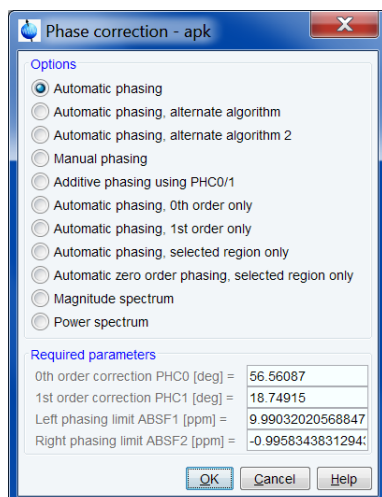 Phase correction - apk
Options
Automatic phasing
Automatic phasing, alternate algorithm
Automatic phasing, alternate algorithm 2
Manual phasing
Additive phasing using PHC0/1
Automatic phasing, 0th order only
Automatic phasing, 1st order only
Automatic phasing, selected region only
Automatic zero order phasing, selected region only
Magnitude spectrum
Power spectrum
Required parameters
0th order correction PHC0 [deg] = 56.56087
1st order correction PHC1 [deg] = 18.74915
Left phasing limit ABSF1 [ppm] = 9.99032020568847
Right phasing limit ABSF2 [ppm] = -0.9958343831294
OK Cancel Help